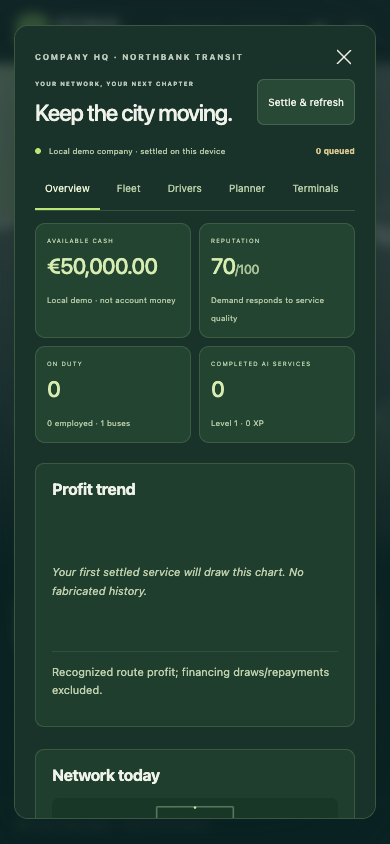 COMPANY HQ · NORTHBANK TRANSIT
YOUR NETWORK, YOUR NEXT CHAPTER
Keep the city moving.
Settle & refresh
Local demo company · settled on this device
0 queued
Overview Fleet Drivers Planner Terminals
AVAILABLE CASH
€50,000.00
Local demo · not account money
REPUTATION
70/100
Demand responds to service
quality
ON DUTY
0
0 employed · 1 buses
COMPLETED AI SERVICES
0
Level 1 · 0 XP
Profit trend
Your first settled service will draw this chart. No
fabricated history.
Recognized route profit; financing draws/repayments
excluded.
Network today